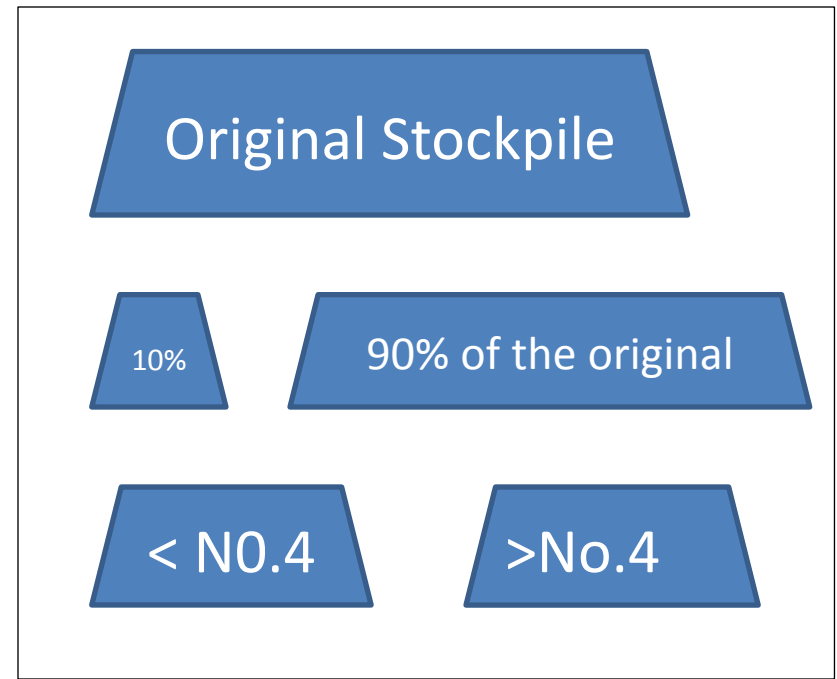 Original Stockpile
10%
90% of the original
< N0.4
>No.4